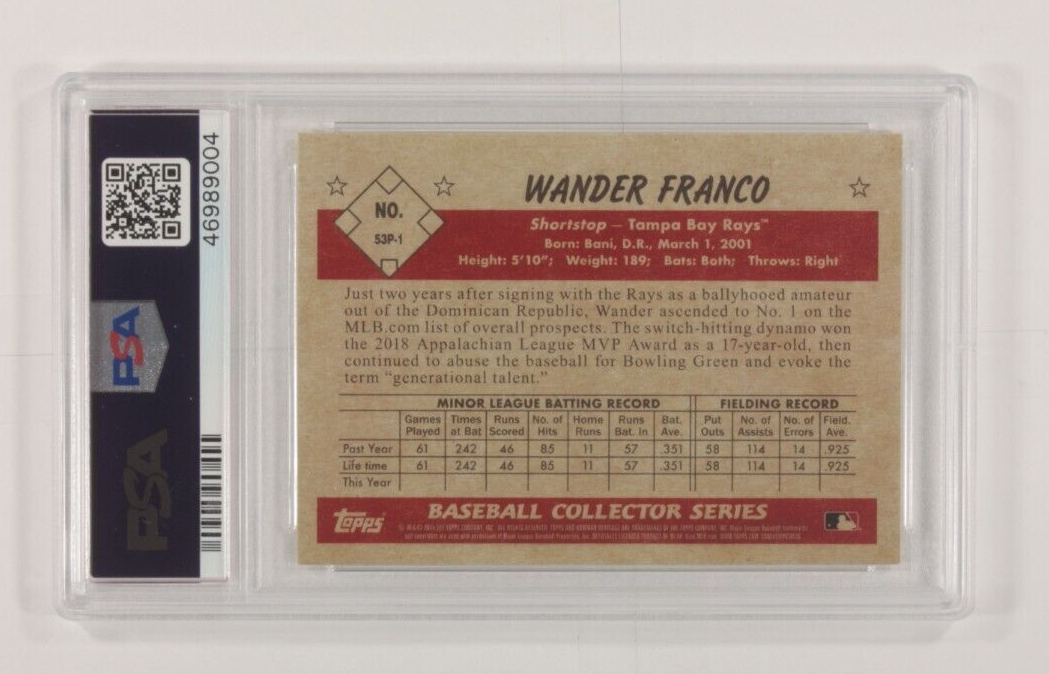 46989004
PSA
PSA
NO.
53P-1
WANDER FRANCO
Shortstop — Tampa Bay Rays™
Born: Bani, D.R., March 1, 2001
Height: 5'10"; Weight: 189; Bats: Both; Throws: Right
Just two years after signing with the Rays as a ballyhooed amateur
out of the Dominican Republic, Wander ascended to No. 1 on the
MLB.com list of overall prospects. The switch-hitting dynamo won
the 2018 Appalachian League MVP Award as a 17-year-old, then
continued to abuse the baseball for Bowling Green and evoke the
term "generational talent."
MINOR LEAGUE BATTING RECORD FIELDING RECORD
Games Times Runs No. of Home Runs Bat. Put No. of No. of Field.
Played at Bat Scored Hits Runs Bat. In Ave. Outs Assists Errors Ave.
Past Year 61 242 46 85 11 57 .351 58 114 14 .925
Life time 61 242 46 85 11 57 .351 58 114 14 .925
This Year
topps
BASEBALL COLLECTOR SERIES